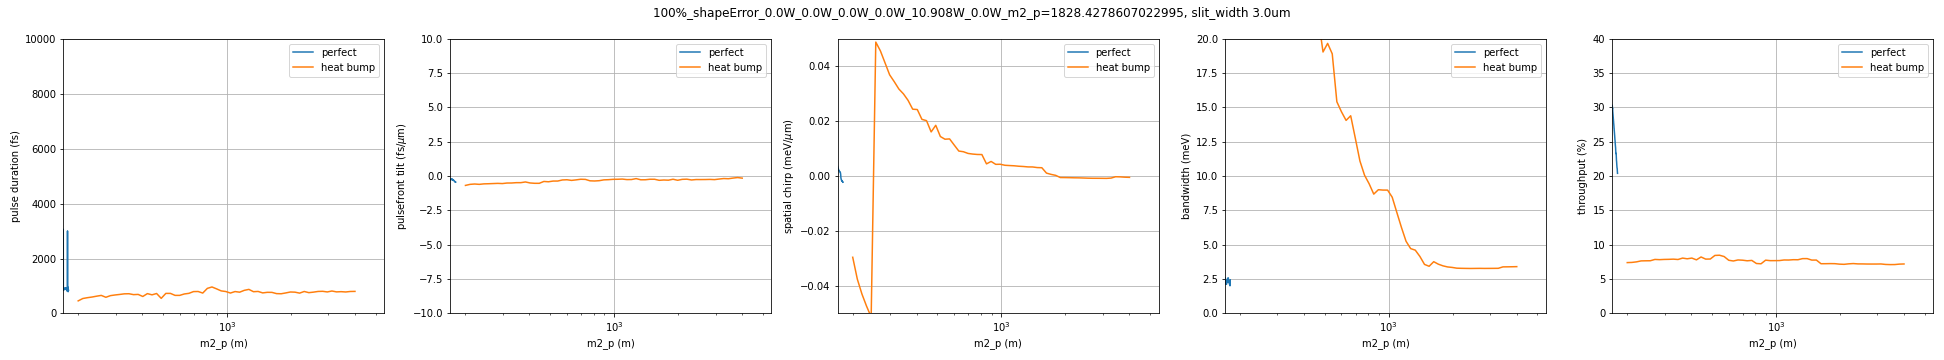 100%_shapeError_0.0W_0.0W_0.0W_0.0W_10.908W_0.0W_m2_p=1828.4278607022995, slit_width 3.0um
pulse duration (fs)
10000
8000
6000
4000
2000
0
perfect
heat bump
10³
m2_p (m)
pulsefront tilt (fs/μm)
10.0
7.5
5.0
2.5
0.0
−2.5
−5.0
−7.5
−10.0
perfect
heat bump
10³
m2_p (m)
spatial chirp (meV/μm)
0.04
0.02
0.00
−0.02
−0.04
perfect
heat bump
10³
m2_p (m)
bandwidth (meV)
20.0
17.5
15.0
12.5
10.0
7.5
5.0
2.5
0.0
perfect
heat bump
10³
m2_p (m)
throughput (%)
40
35
30
25
20
15
10
5
0
perfect
heat bump
10³
m2_p (m)